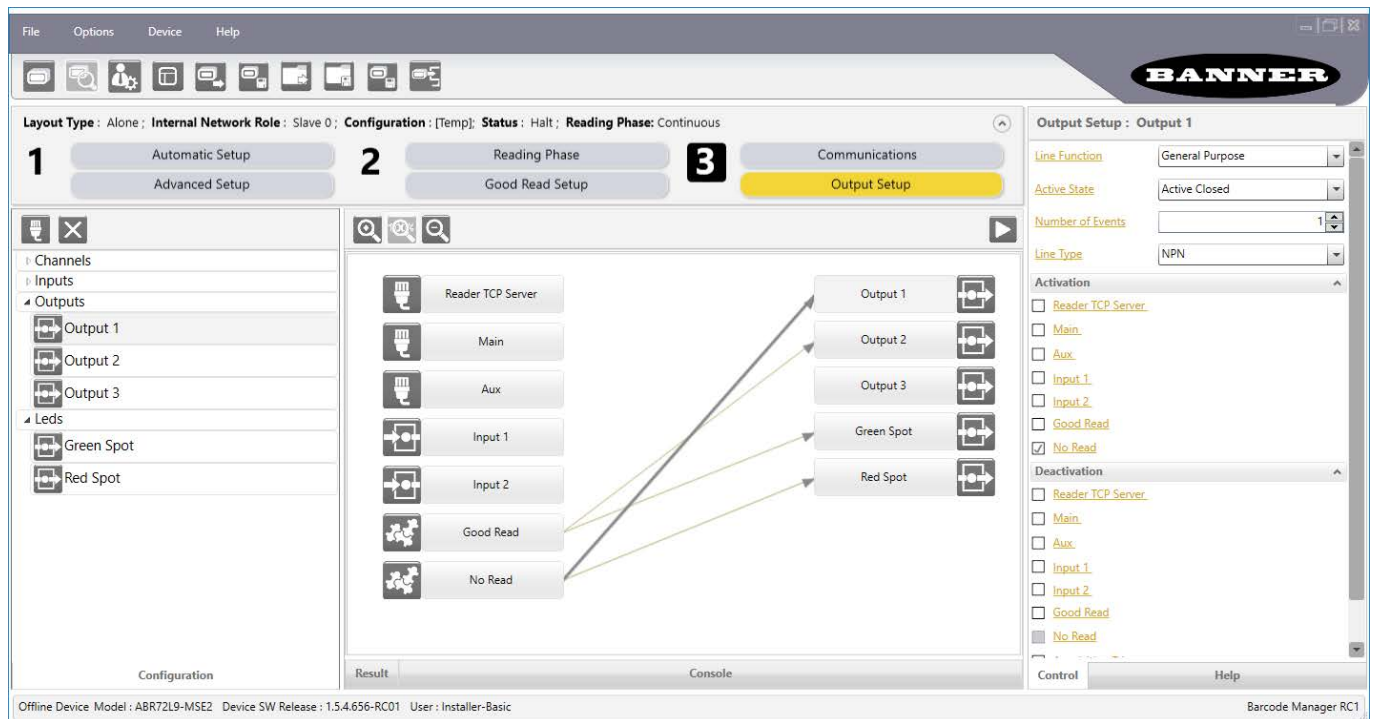 File Options Device Help
BANNER
Layout Type : Alone ; Internal Network Role : Slave 0 ; Configuration : [Temp]; Status : Halt ; Reading Phase: Continuous
1 Automatic Setup
Advanced Setup
2 Reading Phase
Good Read Setup
3 Communications
Output Setup
Channels
Inputs
Outputs
Output 1
Output 2
Output 3
Leds
Green Spot
Red Spot
Configuration
Reader TCP Server
Main
Aux
Input 1
Input 2
Good Read
No Read
Output 1
Output 2
Output 3
Green Spot
Red Spot
Result Console
Output Setup : Output 1
Line Function General Purpose
Active State Active Closed
Number of Events 1
Line Type NPN
Activation
Reader TCP Server
Main
Aux
Input 1
Input 2
Good Read
No Read
Deactivation
Reader TCP Server
Main
Aux
Input 1
Input 2
Good Read
No Read
Control Help
Offline Device Model : ABR72L9-MSE2 Device SW Release : 1.5.4.656-RC01 User : Installer-Basic
Barcode Manager RC1